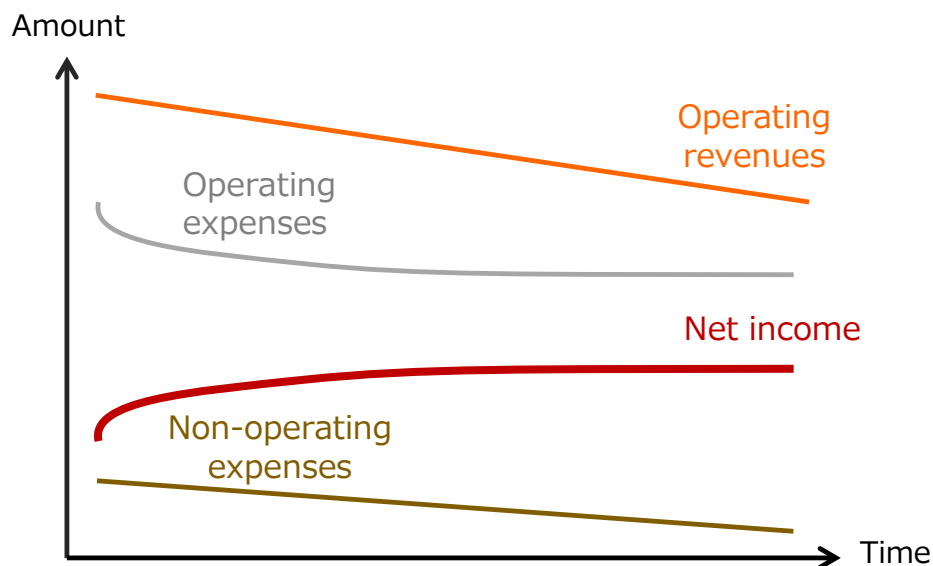 Amount
Operating
revenues
Operating
expenses
Net income
Non-operating
expenses
Time